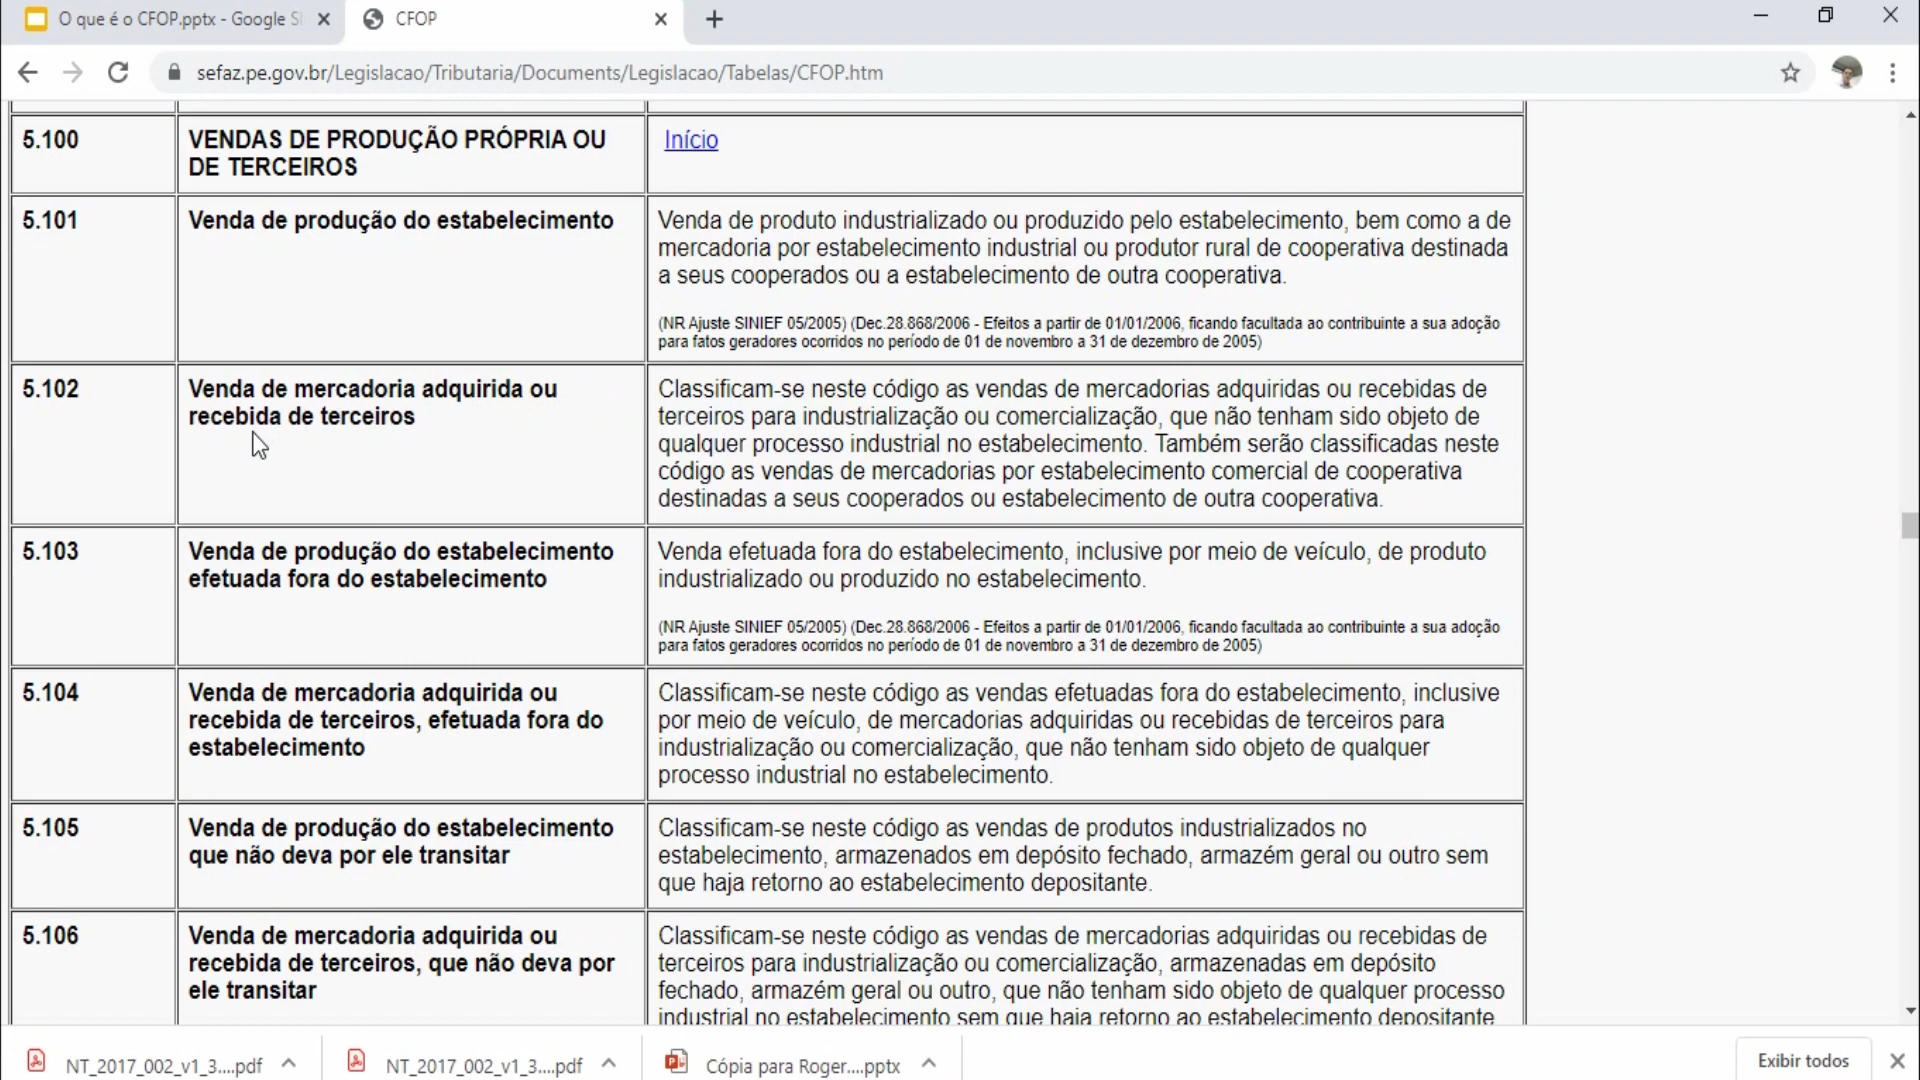 O que é o CFOP.pptx - Google Sl
CFOP
sefaz.pe.gov.br/Legislacao/Tributaria/Documents/Legislacao/Tabelas/CFOP.htm
5.100
VENDAS DE PRODUÇÃO PRÓPRIA OU
DE TERCEIROS
Início
5.101
Venda de produção do estabelecimento
Venda de produto industrializado ou produzido pelo estabelecimento, bem como a de
mercadoria por estabelecimento industrial ou produtor rural de cooperativa destinada
a seus cooperados ou a estabelecimento de outra cooperativa.
(NR Ajuste SINIEF 05/2005) (Dec.28.868/2006 - Efeitos a partir de 01/01/2006, ficando facultada ao contribuinte a sua adoção
para fatos geradores ocorridos no período de 01 de novembro a 31 de dezembro de 2005)
5.102
Venda de mercadoria adquirida ou
recebida de terceiros
Classificam-se neste código as vendas de mercadorias adquiridas ou recebidas de
terceiros para industrialização ou comercialização, que não tenham sido objeto de
qualquer processo industrial no estabelecimento. Também serão classificadas neste
código as vendas de mercadorias por estabelecimento comercial de cooperativa
destinadas a seus cooperados ou estabelecimento de outra cooperativa.
5.103
Venda de produção do estabelecimento
efetuada fora do estabelecimento
Venda efetuada fora do estabelecimento, inclusive por meio de veículo, de produto
industrializado ou produzido no estabelecimento.
(NR Ajuste SINIEF 05/2005) (Dec.28.868/2006 - Efeitos a partir de 01/01/2006, ficando facultada ao contribuinte a sua adoção
para fatos geradores ocorridos no período de 01 de novembro a 31 de dezembro de 2005)
5.104
Venda de mercadoria adquirida ou
recebida de terceiros, efetuada fora do
estabelecimento
Classificam-se neste código as vendas efetuadas fora do estabelecimento, inclusive
por meio de veículo, de mercadorias adquiridas ou recebidas de terceiros para
industrialização ou comercialização, que não tenham sido objeto de qualquer
processo industrial no estabelecimento.
5.105
Venda de produção do estabelecimento
que não deva por ele transitar
Classificam-se neste código as vendas de produtos industrializados no
estabelecimento, armazenados em depósito fechado, armazém geral ou outro sem
que haja retorno ao estabelecimento depositante.
5.106
Venda de mercadoria adquirida ou
recebida de terceiros, que não deva por
ele transitar
Classificam-se neste código as vendas de mercadorias adquiridas ou recebidas de
terceiros para industrialização ou comercialização, armazenadas em depósito
fechado, armazém geral ou outro, que não tenham sido objeto de qualquer processo
industrial no estabelecimento sem que haja retorno ao estabelecimento depositante
NT_2017_002_v1_3....pdf
NT_2017_002_v1_3....pdf
Cópia para Roger....pptx
Exibir todos